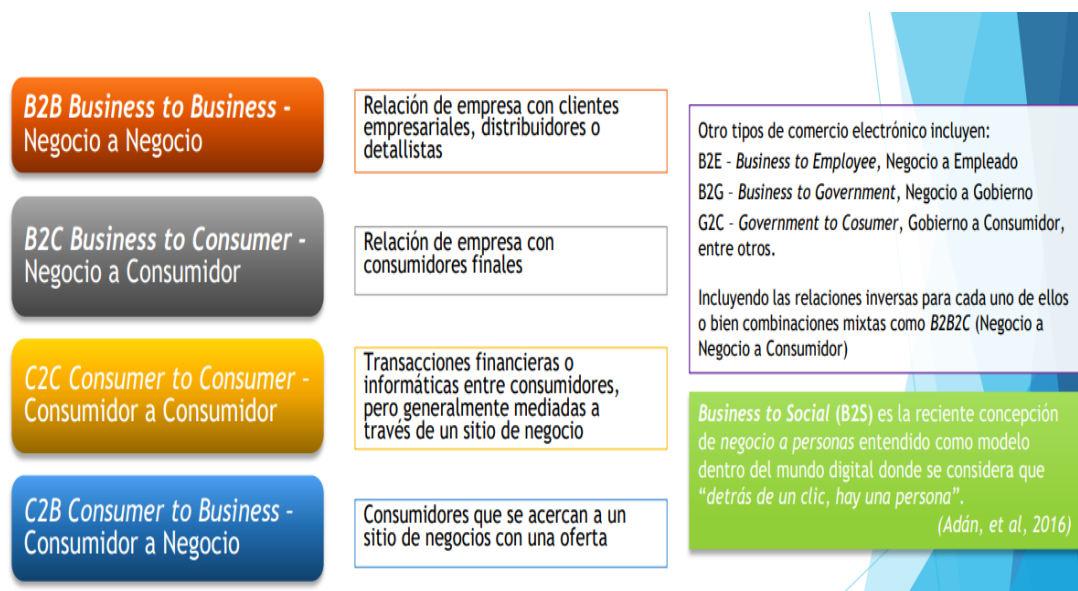 B2B Business to Business -
Negocio a Negocio
Relación de empresa con clientes
empresariales, distribuidores o
detallistas
B2C Business to Consumer -
Negocio a Consumidor
Relación de empresa con
consumidores finales
C2C Consumer to Consumer -
Consumidor a Consumidor
Transacciones financieras o
informáticas entre consumidores,
pero generalmente mediadas a
través de un sitio de negocio
C2B Consumer to Business -
Consumidor a Negocio
Consumidores que se acercan a un
sitio de negocios con una oferta
Otro tipos de comercio electrónico incluyen:
B2E - Business to Employee, Negocio a Empleado
B2G - Business to Government, Negocio a Gobierno
G2C - Government to Cosumer, Gobierno a Consumidor,
entre otros.
Incluyendo las relaciones inversas para cada uno de ellos
o bien combinaciones mixtas como B2B2C (Negocio a
Negocio a Consumidor)
Business to Social (B2S) es la reciente concepción
de negocio a personas entendido como modelo
dentro del mundo digital donde se considera que
“detrás de un clic, hay una persona”.
(Adán, et al, 2016)